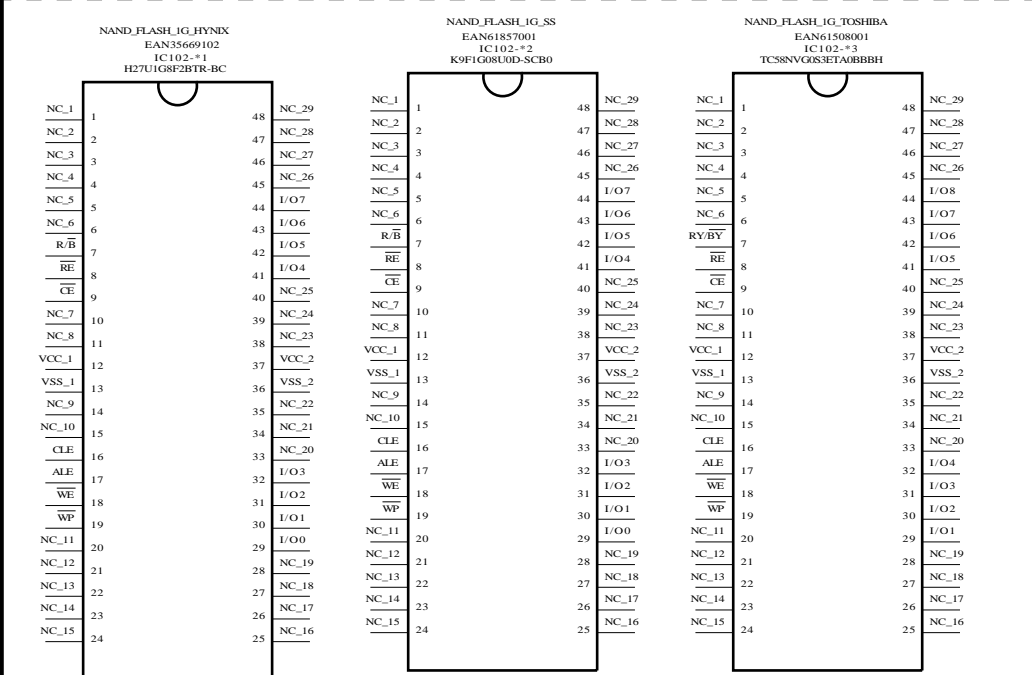 NAND_FLASH_1G_HYNIX
EAN35669102
IC102-*1
H27U1G8F2BTR-BC
NC_1 1 48 NC_29
NC_2 2 47 NC_28
NC_3 3 46 NC_27
NC_4 4 45 NC_26
NC_5 5 44 I/O7
NC_6 6 43 I/O6
R/B 7 42 I/O5
RE 8 41 I/O4
CE 9 40 NC_25
NC_7 10 39 NC_24
NC_8 11 38 NC_23
VCC_1 12 37 VCC_2
VSS_1 13 36 VSS_2
NC_9 14 35 NC_22
NC_10 15 34 NC_21
CLE 16 33 NC_20
ALE 17 32 I/O3
WE 18 31 I/O2
WP 19 30 I/O1
NC_11 20 29 I/O0
NC_12 21 28 NC_19
NC_13 22 27 NC_18
NC_14 23 26 NC_17
NC_15 24 25 NC_16
NAND_FLASH_1G_SS
EAN61857001
IC102-*2
K9F1G08U0D-SCB0
NC_1 1 48 NC_29
NC_2 2 47 NC_28
NC_3 3 46 NC_27
NC_4 4 45 NC_26
NC_5 5 44 I/O7
NC_6 6 43 I/O6
R/B 7 42 I/O5
RE 8 41 I/O4
CE 9 40 NC_25
NC_7 10 39 NC_24
NC_8 11 38 NC_23
VCC_1 12 37 VCC_2
VSS_1 13 36 VSS_2
NC_9 14 35 NC_22
NC_10 15 34 NC_21
CLE 16 33 NC_20
ALE 17 32 I/O3
WE 18 31 I/O2
WP 19 30 I/O1
NC_11 20 29 I/O0
NC_12 21 28 NC_19
NC_13 22 27 NC_18
NC_14 23 26 NC_17
NC_15 24 25 NC_16
NAND_FLASH_1G_TOSHIBA
EAN61508001
IC102-*3
TC58NVG0S3ETA0BBBH
NC_1 1 48 NC_29
NC_2 2 47 NC_28
NC_3 3 46 NC_27
NC_4 4 45 NC_26
NC_5 5 44 I/O8
NC_6 6 43 I/O7
RY/BY 7 42 I/O6
RE 8 41 I/O5
CE 9 40 NC_25
NC_7 10 39 NC_24
NC_8 11 38 NC_23
VCC_1 12 37 VCC_2
VSS_1 13 36 VSS_2
NC_9 14 35 NC_22
NC_10 15 34 NC_21
CLE 16 33 NC_20
ALE 17 32 I/O4
WE 18 31 I/O3
WP 19 30 I/O2
NC_11 20 29 I/O1
NC_12 21 28 NC_19
NC_13 22 27 NC_18
NC_14 23 26 NC_17
NC_15 24 25 NC_16